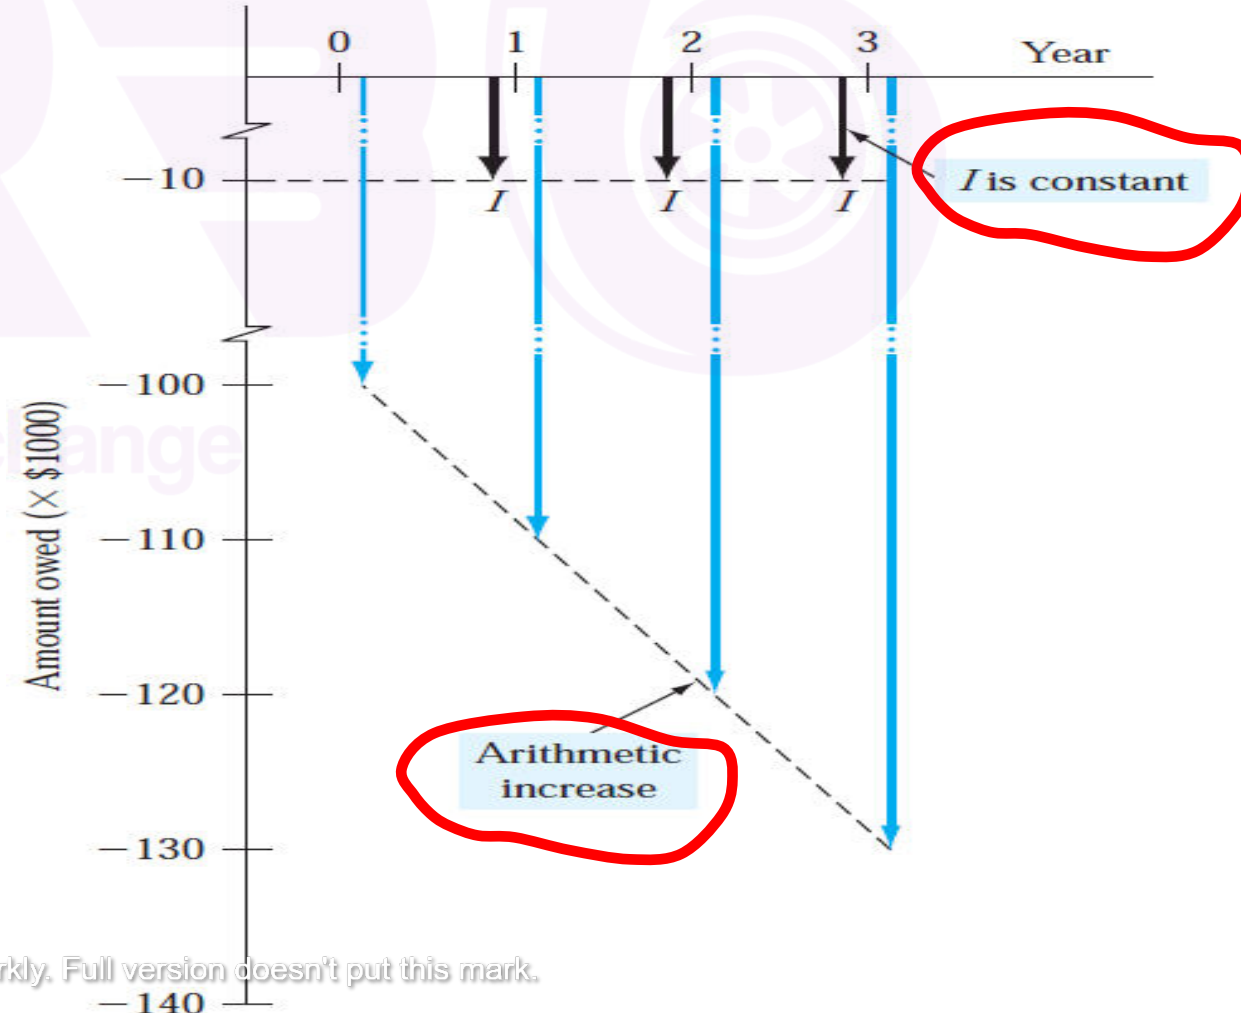 0 1 2 3 Year
−10
I I I
I is constant
−100
Amount owed (× $1000)
−110
−120
Arithmetic
increase
−130
−140
hange
Full version doesn't put this mark.